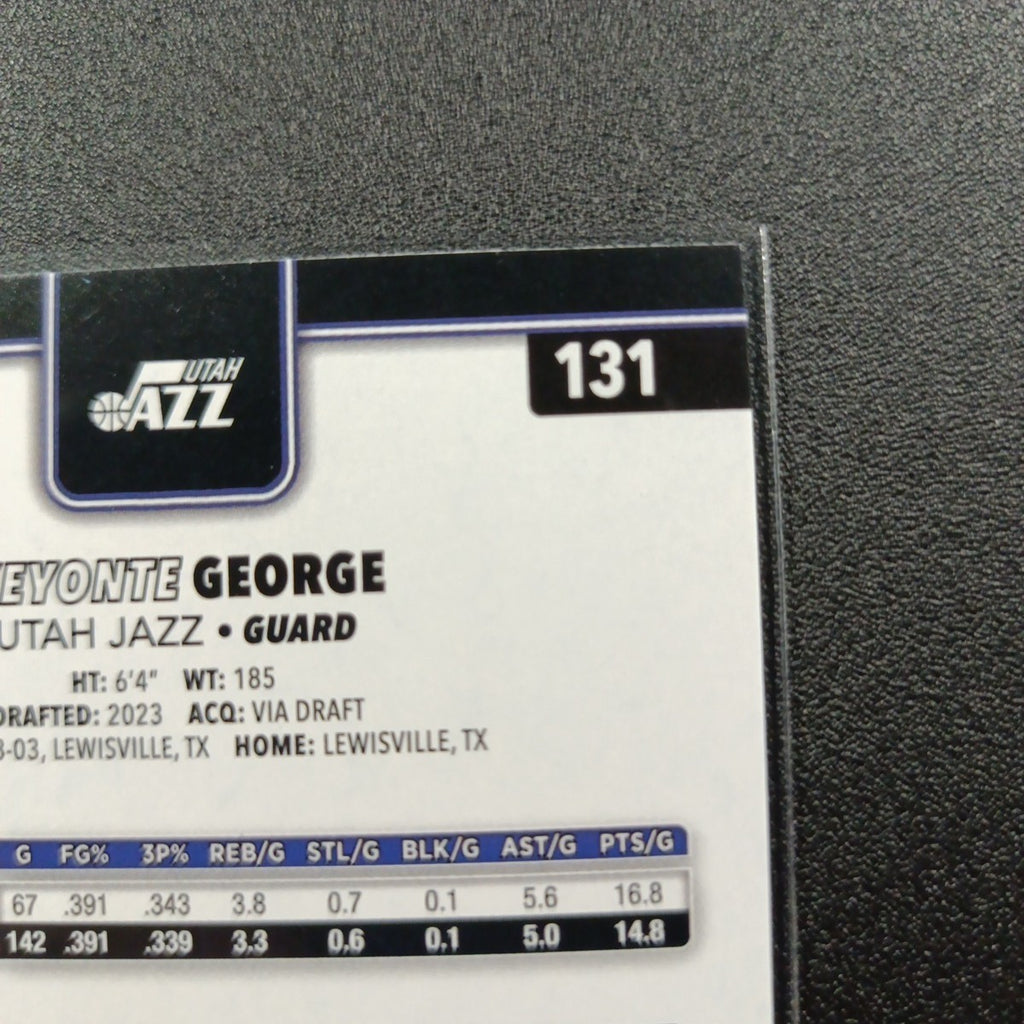 UTAH
JAZZ
131
EYONTE GEORGE
UTAH JAZZ • GUARD
HT: 6'4" WT: 185
DRAFTED: 2023 ACQ: VIA DRAFT
3-03, LEWISVILLE, TX HOME: LEWISVILLE, TX
G FG% 3P% REB/G STL/G BLK/G AST/G PTS/G
67 .391 .343 3.8 0.7 0.1 5.6 16.8
142 .391 .339 3.3 0.6 0.1 5.0 14.8